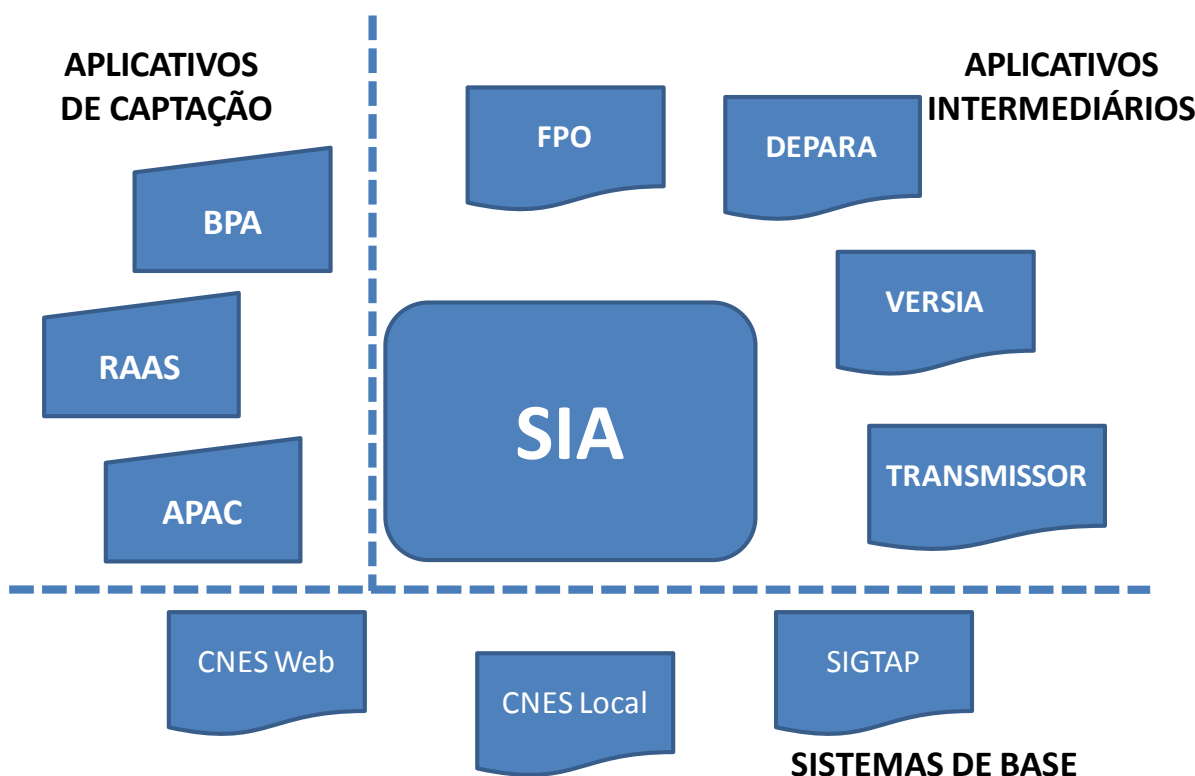 APLICATIVOS
DE CAPTAÇÃO
BPA
RAAS
APAC
FPO
DEPARA
APLICATIVOS
INTERMEDIÁRIOS
VERSIA
SIA
TRANSMISSOR
CNES Web
CNES Local
SIGTAP
SISTEMAS DE BASE